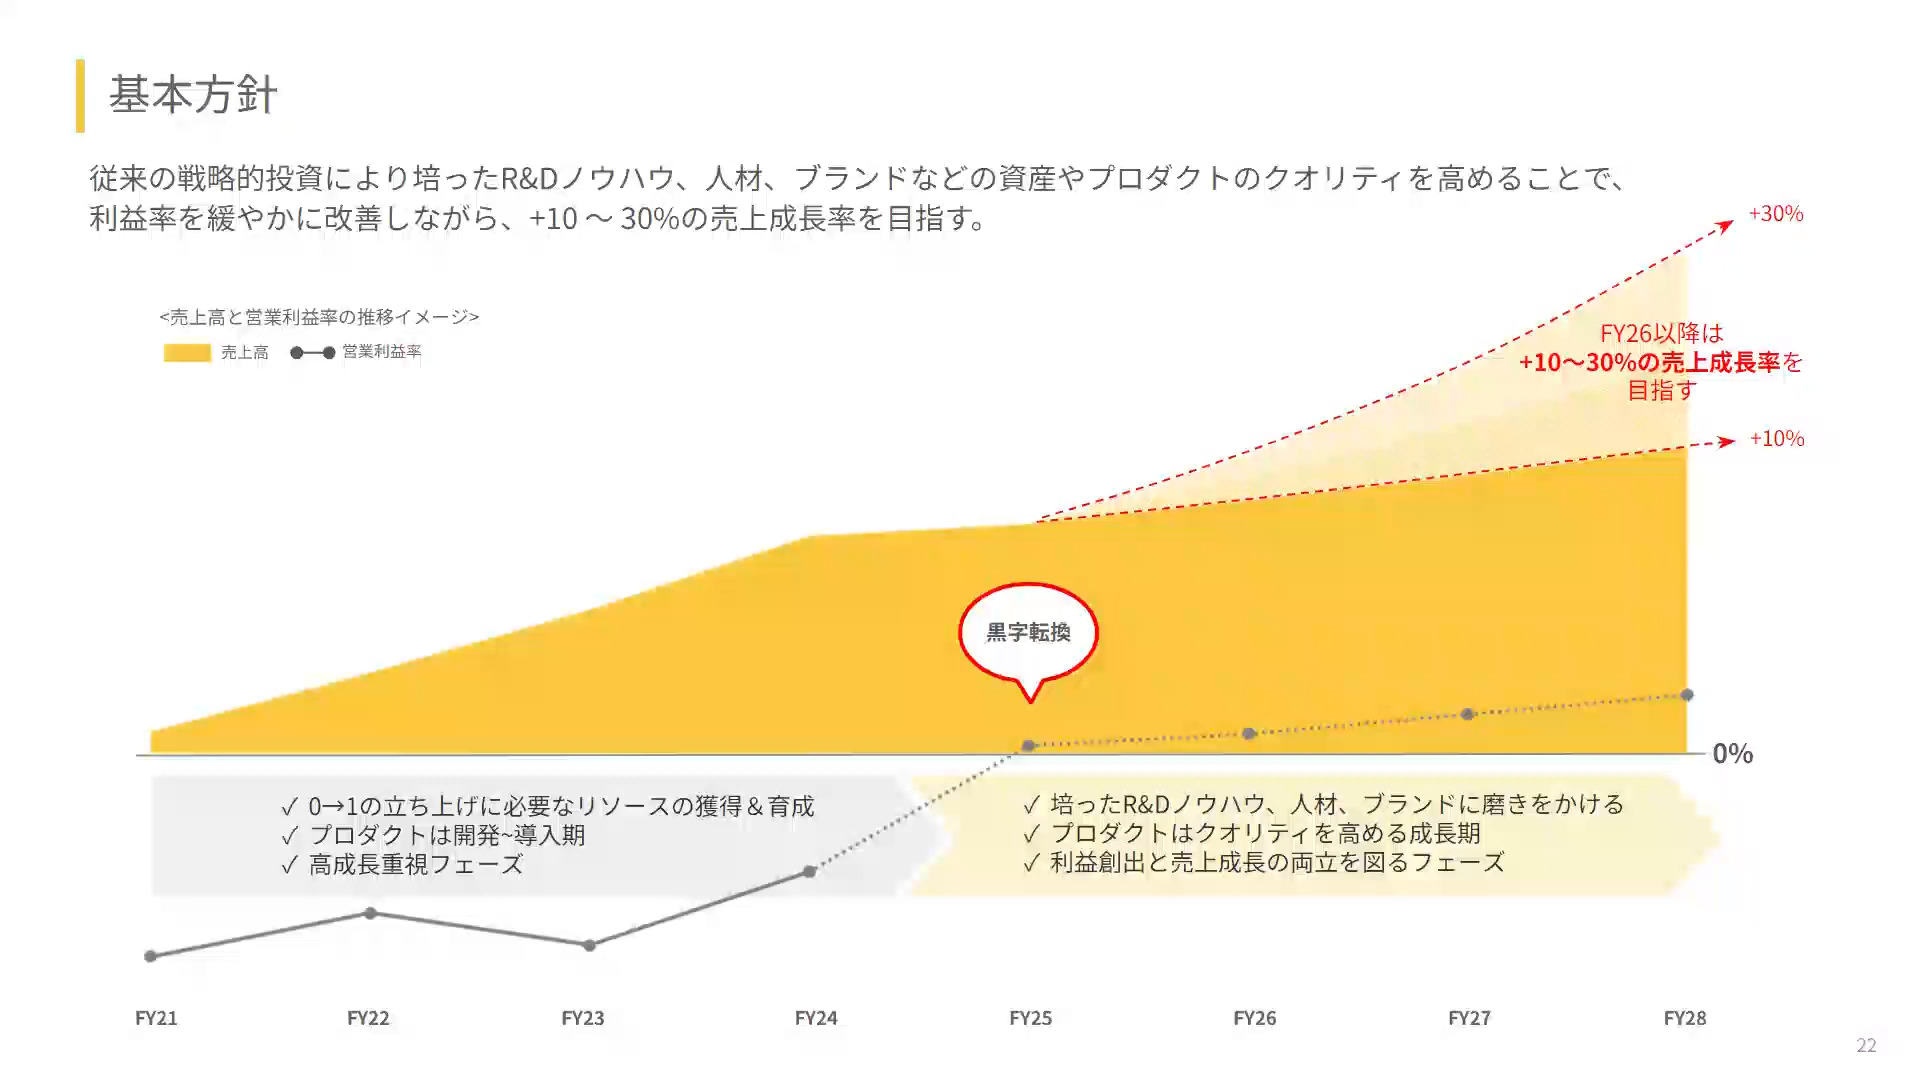 基本方針
従来の戦略的投資により培ったR&Dノウハウ、人材、ブランドなどの資産やプロダクトのクオリティを高めることで、
利益率を緩やかに改善しながら、+10 〜 30%の売上成長率を目指す。
+30%
<売上高と営業利益率の推移イメージ>
売上高 営業利益率
FY26以降は
+10〜30%の売上成長率を
目指す
+10%
黒字転換
0%
✓ 0→1の立ち上げに必要なリソースの獲得＆育成
✓ プロダクトは開発~導入期
✓ 高成長重視フェーズ
✓ 培ったR&Dノウハウ、人材、ブランドに磨きをかける
✓ プロダクトはクオリティを高める成長期
✓ 利益創出と売上成長の両立を図るフェーズ
FY21 FY22 FY23 FY24 FY25 FY26 FY27 FY28
22